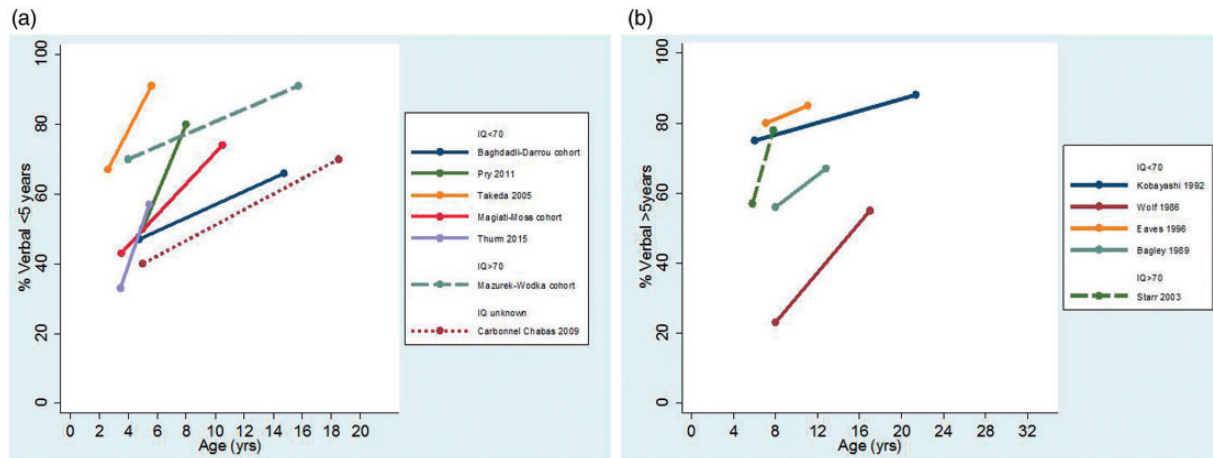 (a)
% Verbal <5 years
100
80
60
40
20
0
0 2 4 6 8 10 12 14 16 18 20
Age (yrs)
IQ<70
Baghdadli-Darrou cohort
Pry 2011
Takeda 2005
Magiati-Moss cohort
Thurm 2015
IQ>70
Mazurek-Wodka cohort
IQ unknown
Carbonnel Chabas 2009
(b)
% Verbal >5years
100
80
60
40
20
0
0 4 8 12 16 20 24 28 32
Age (yrs)
IQ<70
Kobayashi 1992
Wolf 1986
Eaves 1996
Bagley 1989
IQ>70
Starr 2003